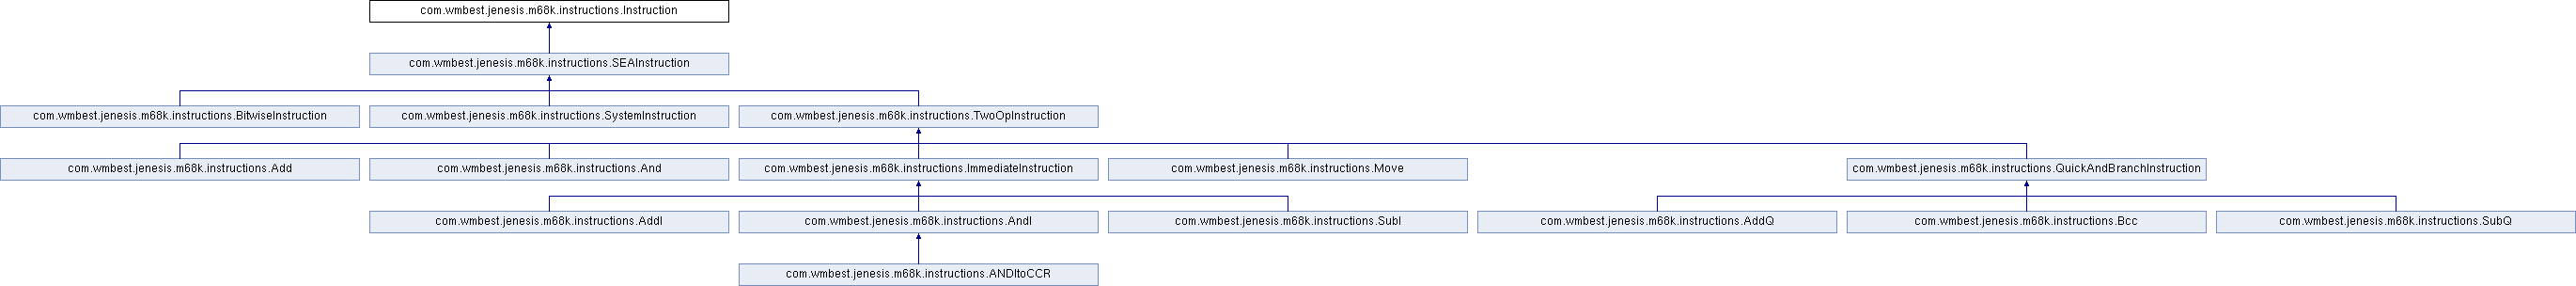 com.wmbest.jenesis.m68k.instructions.Instruction
com.wmbest.jenesis.m68k.instructions.SEAInstruction
com.wmbest.jenesis.m68k.instructions.BitwiseInstruction
com.wmbest.jenesis.m68k.instructions.SystemInstruction
com.wmbest.jenesis.m68k.instructions.TwoOpInstruction
com.wmbest.jenesis.m68k.instructions.Add
com.wmbest.jenesis.m68k.instructions.And
com.wmbest.jenesis.m68k.instructions.ImmediateInstruction
com.wmbest.jenesis.m68k.instructions.Move
com.wmbest.jenesis.m68k.instructions.QuickAndBranchInstruction
com.wmbest.jenesis.m68k.instructions.AddI
com.wmbest.jenesis.m68k.instructions.AndI
com.wmbest.jenesis.m68k.instructions.SubI
com.wmbest.jenesis.m68k.instructions.AddQ
com.wmbest.jenesis.m68k.instructions.Bcc
com.wmbest.jenesis.m68k.instructions.SubQ
com.wmbest.jenesis.m68k.instructions.ANDItoCCR